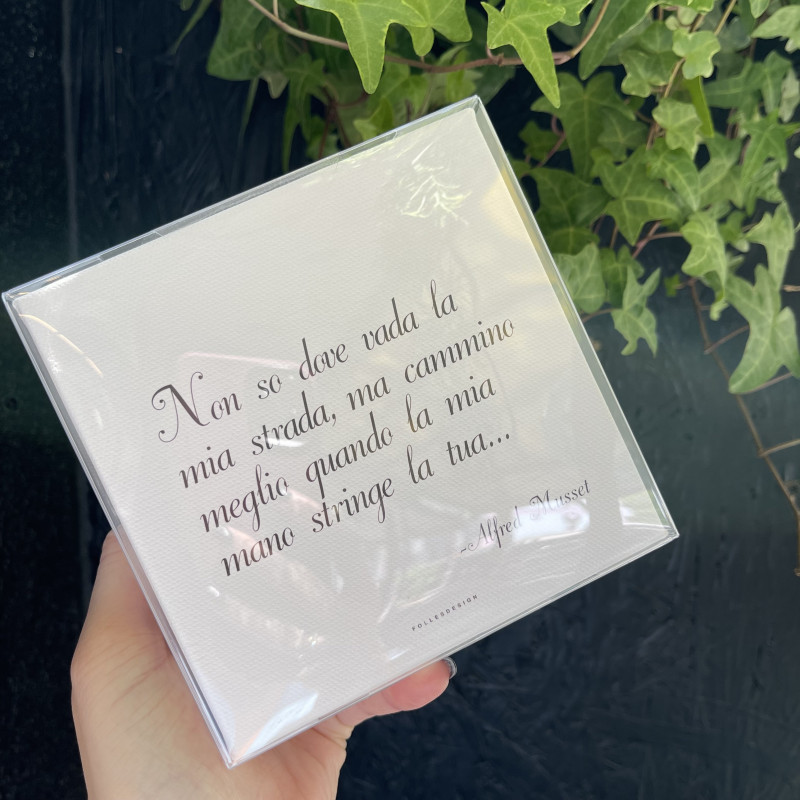 Non so dove vada la
mia strada, ma cammino
meglio quando la mia
mano stringe la tua...
-Alfred Musset
FOLLESDESIGN